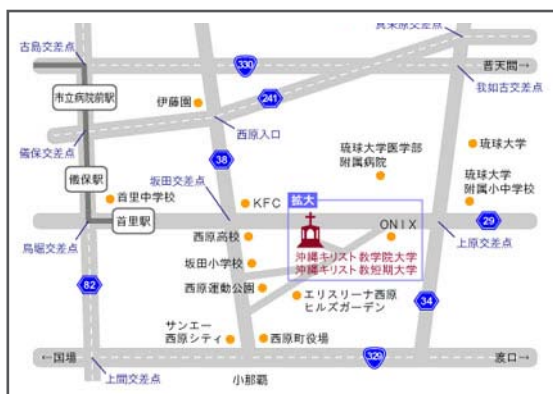 真栄原交差点
古島交差点
330
普天間→
市立病院前駅
伊藤園
241
我如古交差点
儀保交差点
西原入口
38
琉球大学医学部
附属病院
琉球大学
儀保駅
坂田交差点
琉球大学
附属小中学校
首里中学校
KFC
拡大
首里駅
29
ONIX
鳥堀交差点
西原高校
上原交差点
沖縄キリスト教学院大学
沖縄キリスト教短期大学
坂田小学校
82
西原運動公園
エリスリーナ西原
ヒルズガーデン
34
サンエー
西原シティ
西原町役場
←国場
329
渡口→
上間交差点
小那覇